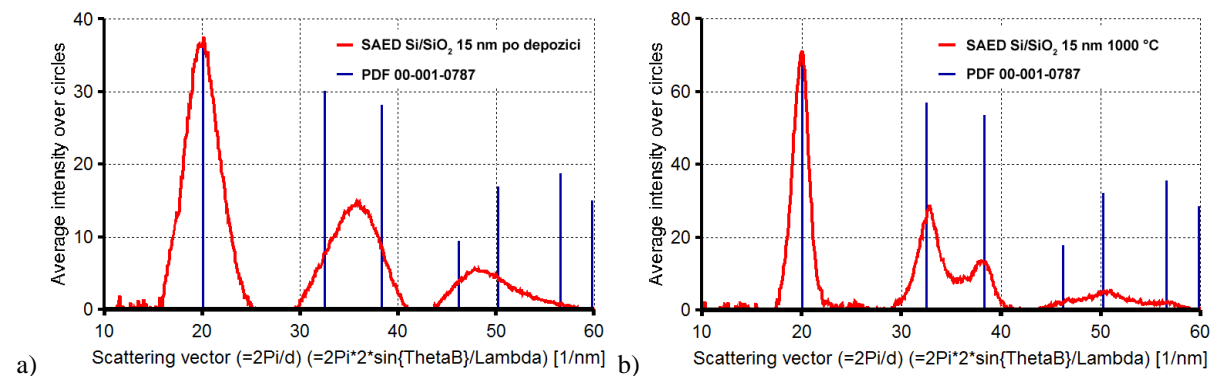 40
30
20
10
0
10 20 30 40 50 60
Average intensity over circles
SAED Si/SiO₂ 15 nm po depozici
PDF 00-001-0787
Scattering vector (=2Pi/d) (=2Pi*2*sin{ThetaB}/Lambda) [1/nm]
a)
80
60
40
20
0
10 20 30 40 50 60
Average intensity over circles
SAED Si/SiO₂ 15 nm 1000 °C
PDF 00-001-0787
Scattering vector (=2Pi/d) (=2Pi*2*sin{ThetaB}/Lambda) [1/nm]
b)